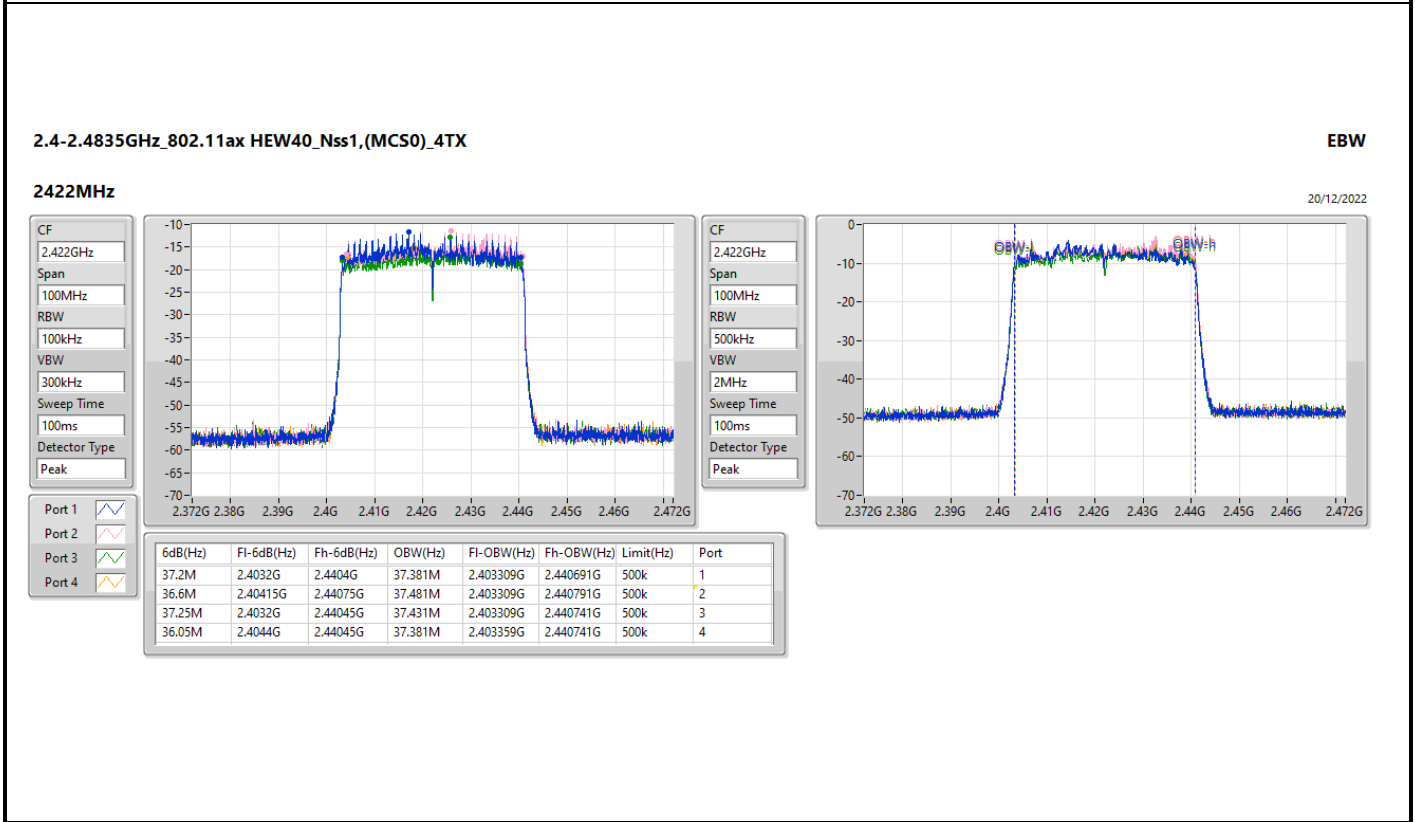 2.4-2.4835GHz_802.11ax HEW40_Nss1,(MCS0)_4TX
EBW
2422MHz
20/12/2022
CF
2.422GHz
Span
100MHz
RBW
100kHz
VBW
300kHz
Sweep Time
100ms
Detector Type
Peak
Port 1
Port 2
Port 3
Port 4
-10
-15
-20
-25
-30
-35
-40
-45
-50
-55
-60
-65
-70
2.372G 2.38G 2.39G 2.4G 2.41G 2.42G 2.43G 2.44G 2.45G 2.46G 2.472G
CF
2.422GHz
Span
100MHz
RBW
500kHz
VBW
2MHz
Sweep Time
100ms
Detector Type
Peak
0
-10
-20
-30
-40
-50
-60
-70
OBW-l OBW-h
2.372G 2.38G 2.39G 2.4G 2.41G 2.42G 2.43G 2.44G 2.45G 2.46G 2.472G
6dB(Hz) Fl-6dB(Hz) Fh-6dB(Hz) OBW(Hz) Fl-OBW(Hz) Fh-OBW(Hz) Limit(Hz) Port
37.2M 2.4032G 2.4404G 37.381M 2.403309G 2.440691G 500k 1
36.6M 2.40415G 2.44075G 37.481M 2.403309G 2.440791G 500k 2
37.25M 2.4032G 2.44045G 37.431M 2.403309G 2.440741G 500k 3
36.05M 2.4044G 2.44045G 37.381M 2.403359G 2.440741G 500k 4